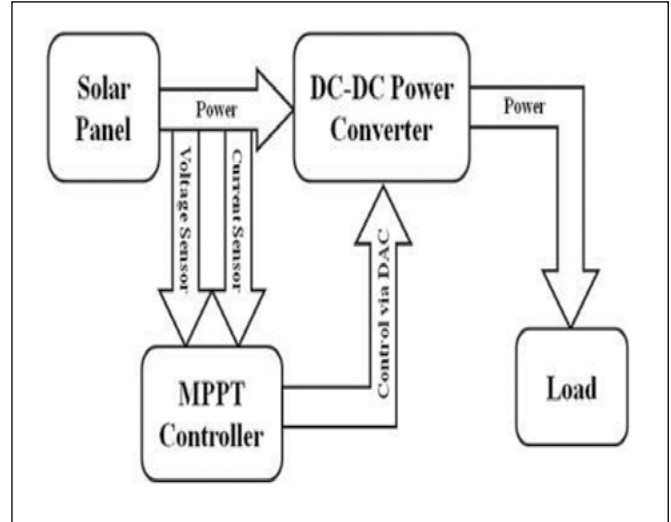 Solar
Panel
Power
DC-DC Power
Converter
Power
Voltage Sensor
Current Sensor
Control via DAC
MPPT
Controller
Load